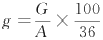 g = G/A × 100/36